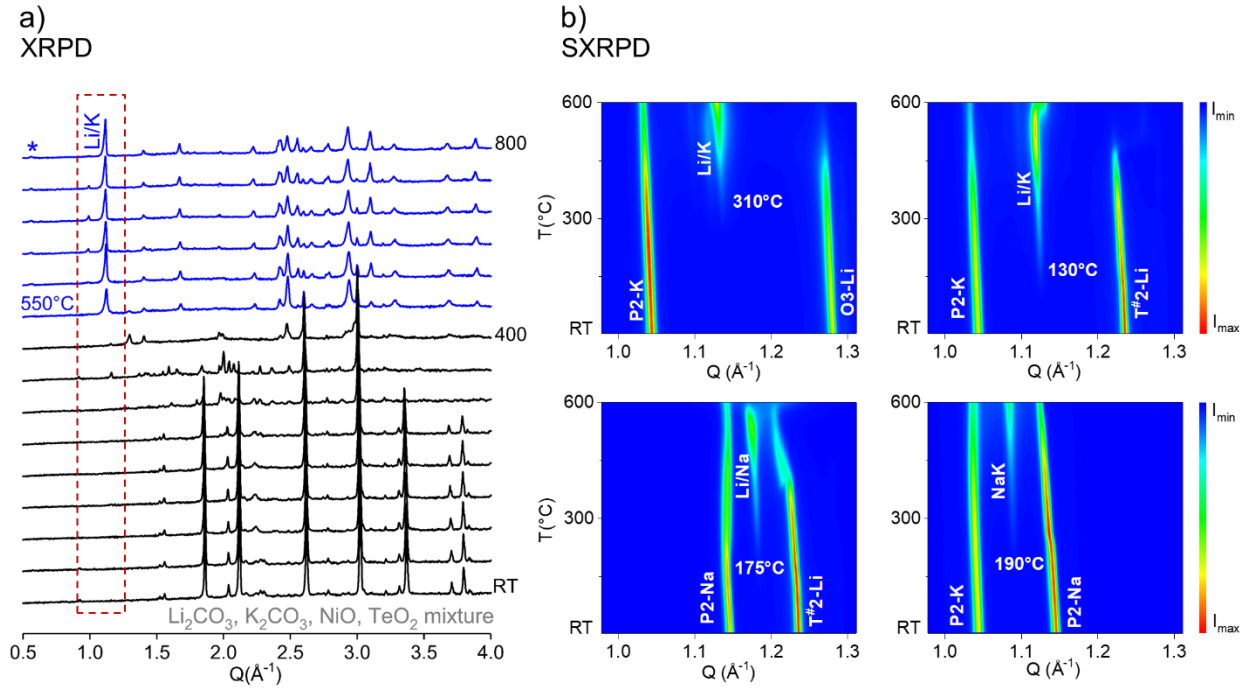 a)
XRPD
*
Li/K
800
550°C
400
RT
Li₂CO₃, K₂CO₃, NiO, TeO₂ mixture
0.5 1.0 1.5 2.0 2.5 3.0 3.5 4.0
Q(Å⁻¹)
b)
SXRPD
600
300
RT
T(°C)
P2-K
Li/K
310°C
O3-Li
1.0 1.1 1.2 1.3
Q (Å⁻¹)
600
300
RT
P2-K
Li/K
130°C
T#2-Li
1.0 1.1 1.2 1.3
Q (Å⁻¹)
Imin
Imax
600
300
RT
T(°C)
P2-Na
Li/Na
175°C
T#2-Li
1.0 1.1 1.2 1.3
Q (Å⁻¹)
600
300
RT
P2-K
NaK
190°C
P2-Na
1.0 1.1 1.2 1.3
Q (Å⁻¹)
Imin
Imax